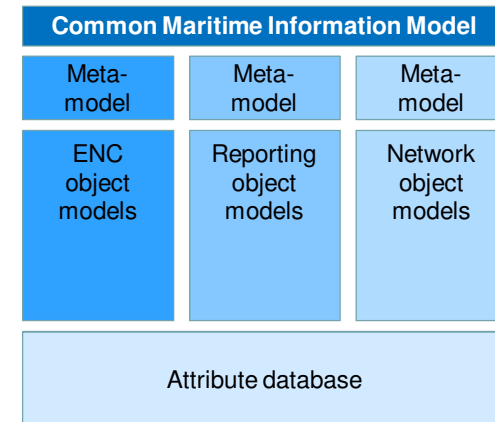 Common Maritime Information Model
Meta-
model
Meta-
model
Meta-
model
ENC
object
models
Reporting
object
models
Network
object
models
Attribute database